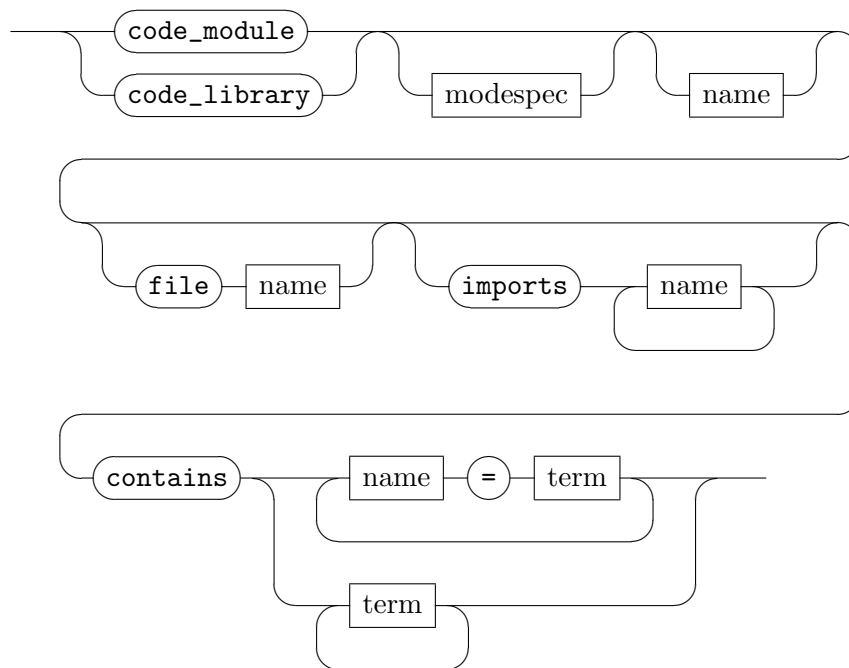 code_module
code_library modespec name
file name imports name
contains name = term
term